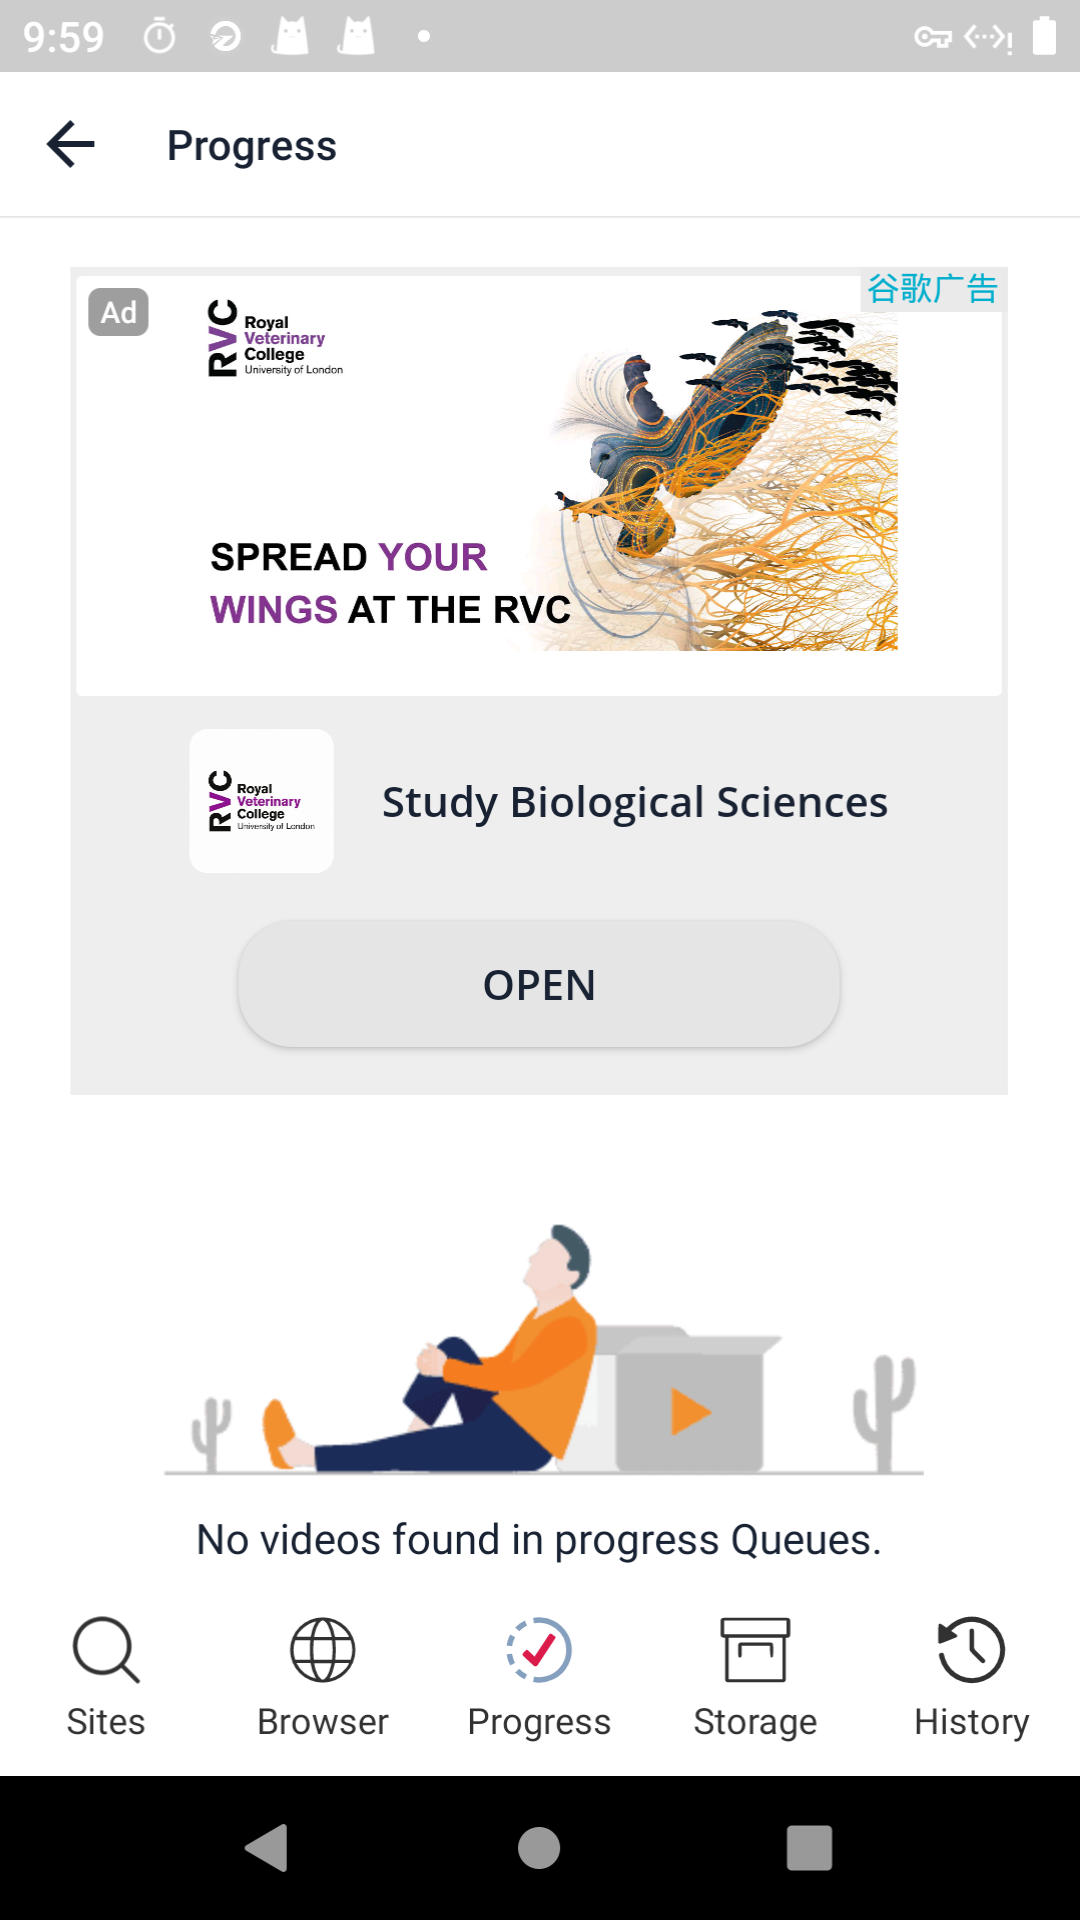 9:59
Progress
Ad
谷歌广告
RVC
Royal
Veterinary
College
University of London
SPREAD YOUR
WINGS AT THE RVC
RVC
Royal
Veterinary
College
University of London
Study Biological Sciences
OPEN
No videos found in progress Queues.
Sites
Browser
Progress
Storage
History